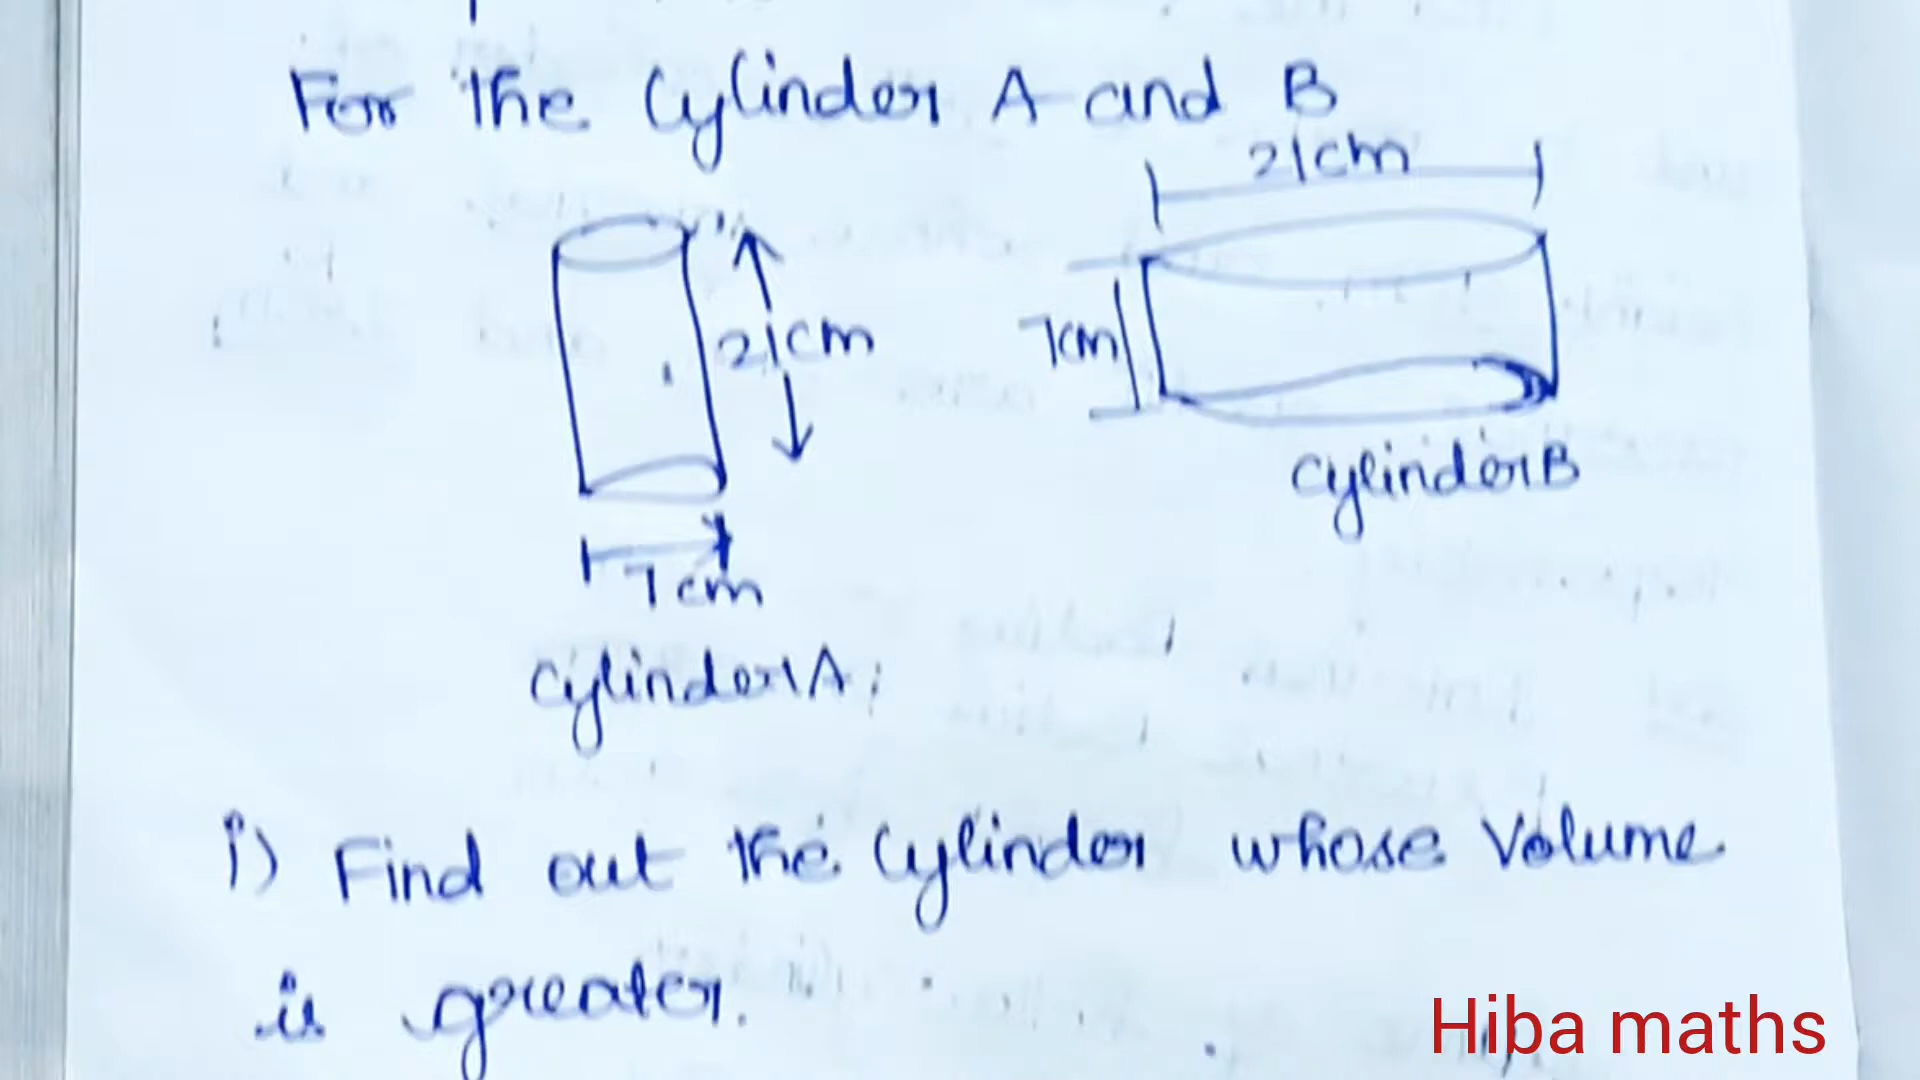 For the Cylinder A and B
21cm
21cm
7cm
cylinder B
7cm
cylinder A
i) Find out the Cylinder whose Volume
is greater.
Hiba maths